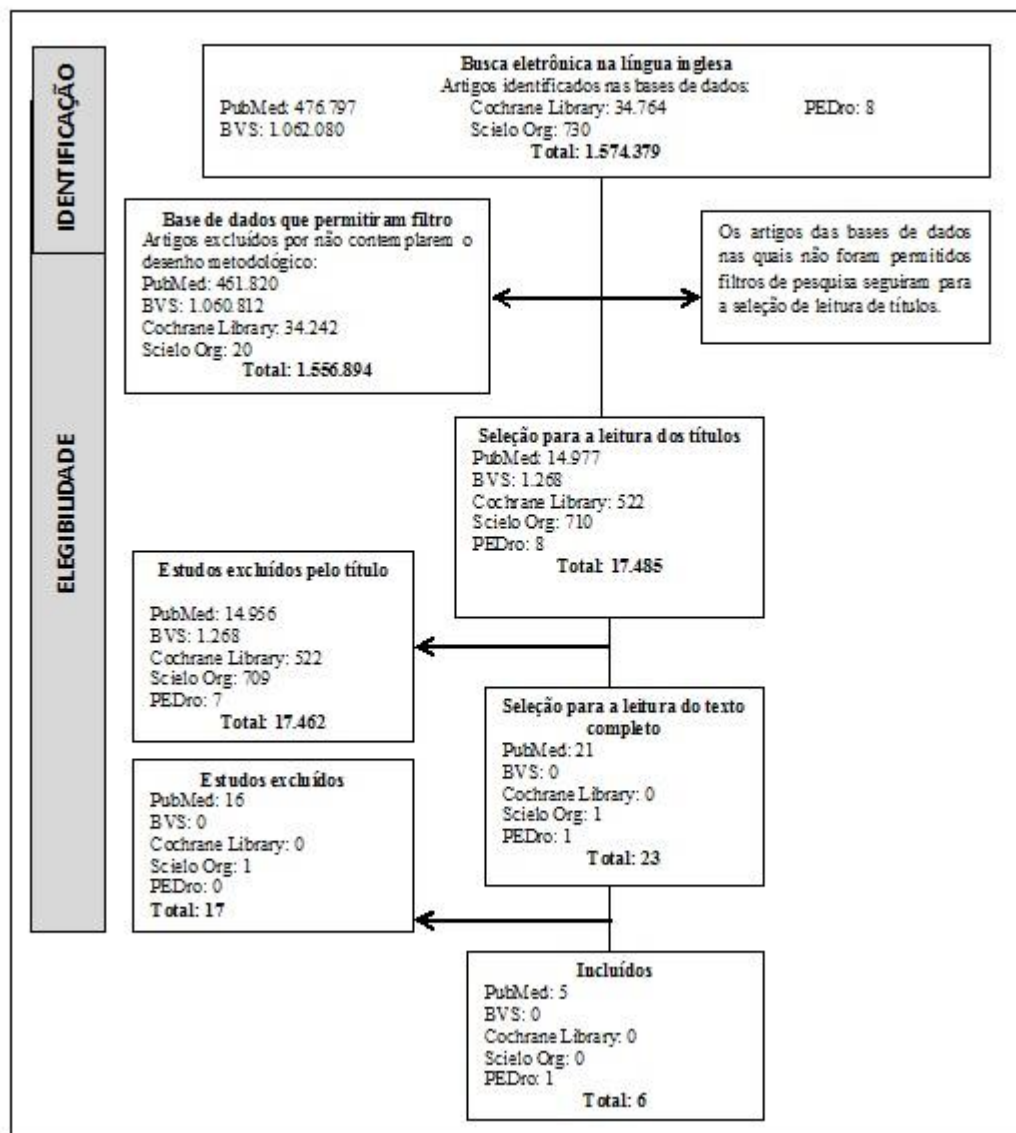 IDENTIFICAÇÃO
Busca eletrônica na língua inglesa
Artigos identificados nas bases de dados:
PubMed: 476.797 Cochrane Library: 34.764 PEDro: 8
BVS: 1.062.080 Scielo Org: 730
Total: 1.574.379
Base de dados que permitiram filtro
Artigos excluídos por não contemplarem o
desenho metodológico:
PubMed: 461.820
BVS: 1.060.812
Cochrane Library: 34.242
Scielo Org: 20
Total: 1.556.894
Os artigos das bases de dados
nas quais não foram permitidos
filtros de pesquisa seguiram para
a seleção de leitura de títulos.
ELEGIBILIDADE
Seleção para a leitura dos títulos
PubMed: 14.977
BVS: 1.268
Cochrane Library: 522
Scielo Org: 710
PEDro: 8
Total: 17.485
Estudos excluídos pelo título
PubMed: 14.956
BVS: 1.268
Cochrane Library: 522
Scielo Org: 709
PEDro: 7
Total: 17.462
Seleção para a leitura do texto
completo
PubMed: 21
BVS: 0
Cochrane Library: 0
Scielo Org: 1
PEDro: 1
Total: 23
Estudos excluídos
PubMed: 16
BVS: 0
Cochrane Library: 0
Scielo Org: 1
PEDro: 0
Total: 17
Incluídos
PubMed: 5
BVS: 0
Cochrane Library: 0
Scielo Org: 0
PEDro: 1
Total: 6